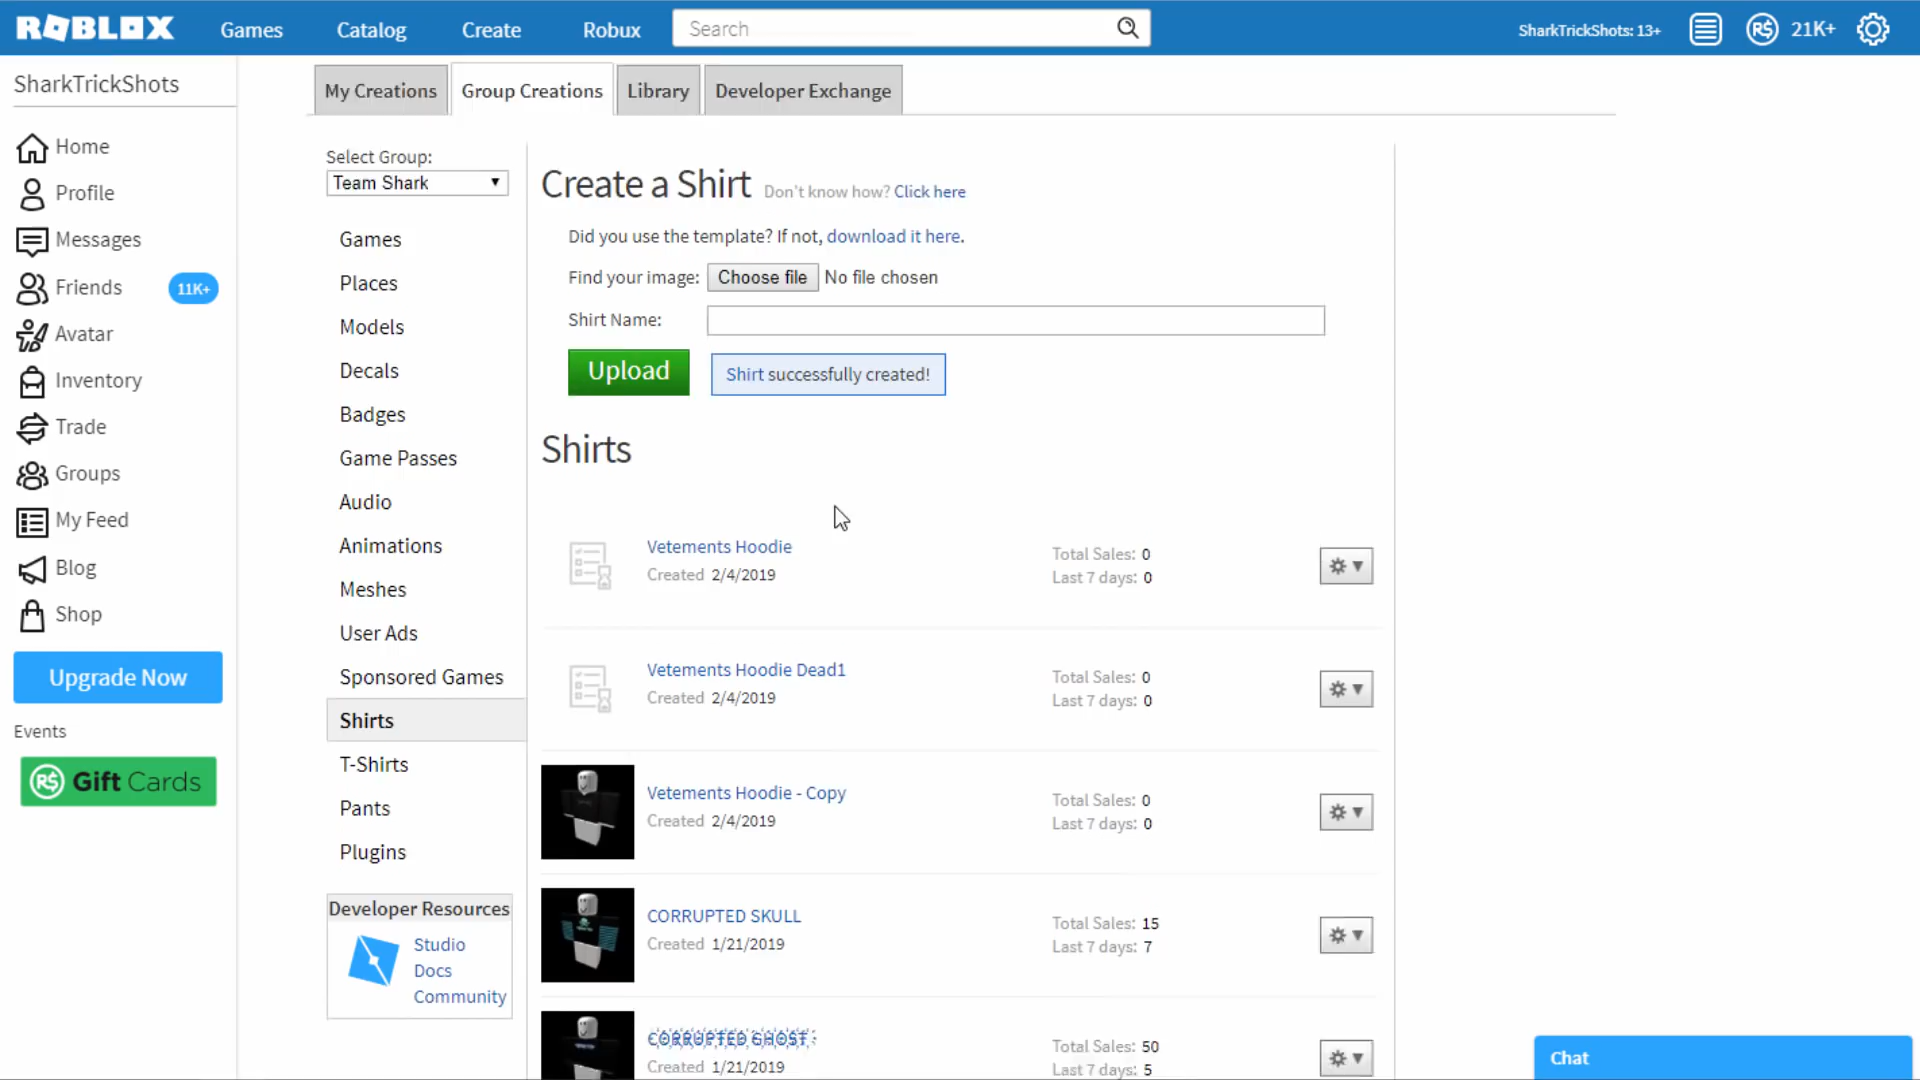 ROBLOX
Games
Catalog
Create
Robux
Search
SharkTrickShots: 13+
R$
21K+
SharkTrickShots
Home
Profile
Messages
Friends
11K+
Avatar
Inventory
Trade
Groups
My Feed
Blog
Shop
Upgrade Now
Events
R$ Gift Cards
My Creations
Group Creations
Library
Developer Exchange
Select Group:
Team Shark
Games
Places
Models
Decals
Badges
Game Passes
Audio
Animations
Meshes
User Ads
Sponsored Games
Shirts
T-Shirts
Pants
Plugins
Developer Resources
Studio
Docs
Community
Create a Shirt Don't know how? Click here
Did you use the template? If not, download it here.
Find your image: Choose file No file chosen
Shirt Name:
Upload
Shirt successfully created!
Shirts
Vetements Hoodie
Created 2/4/2019
Total Sales: 0
Last 7 days: 0
Vetements Hoodie Dead1
Created 2/4/2019
Total Sales: 0
Last 7 days: 0
Vetements Hoodie - Copy
Created 2/4/2019
Total Sales: 0
Last 7 days: 0
CORRUPTED SKULL
Created 1/21/2019
Total Sales: 15
Last 7 days: 7
CORRUPTED GHOST
Created 1/21/2019
Total Sales: 50
Last 7 days: 5
Chat